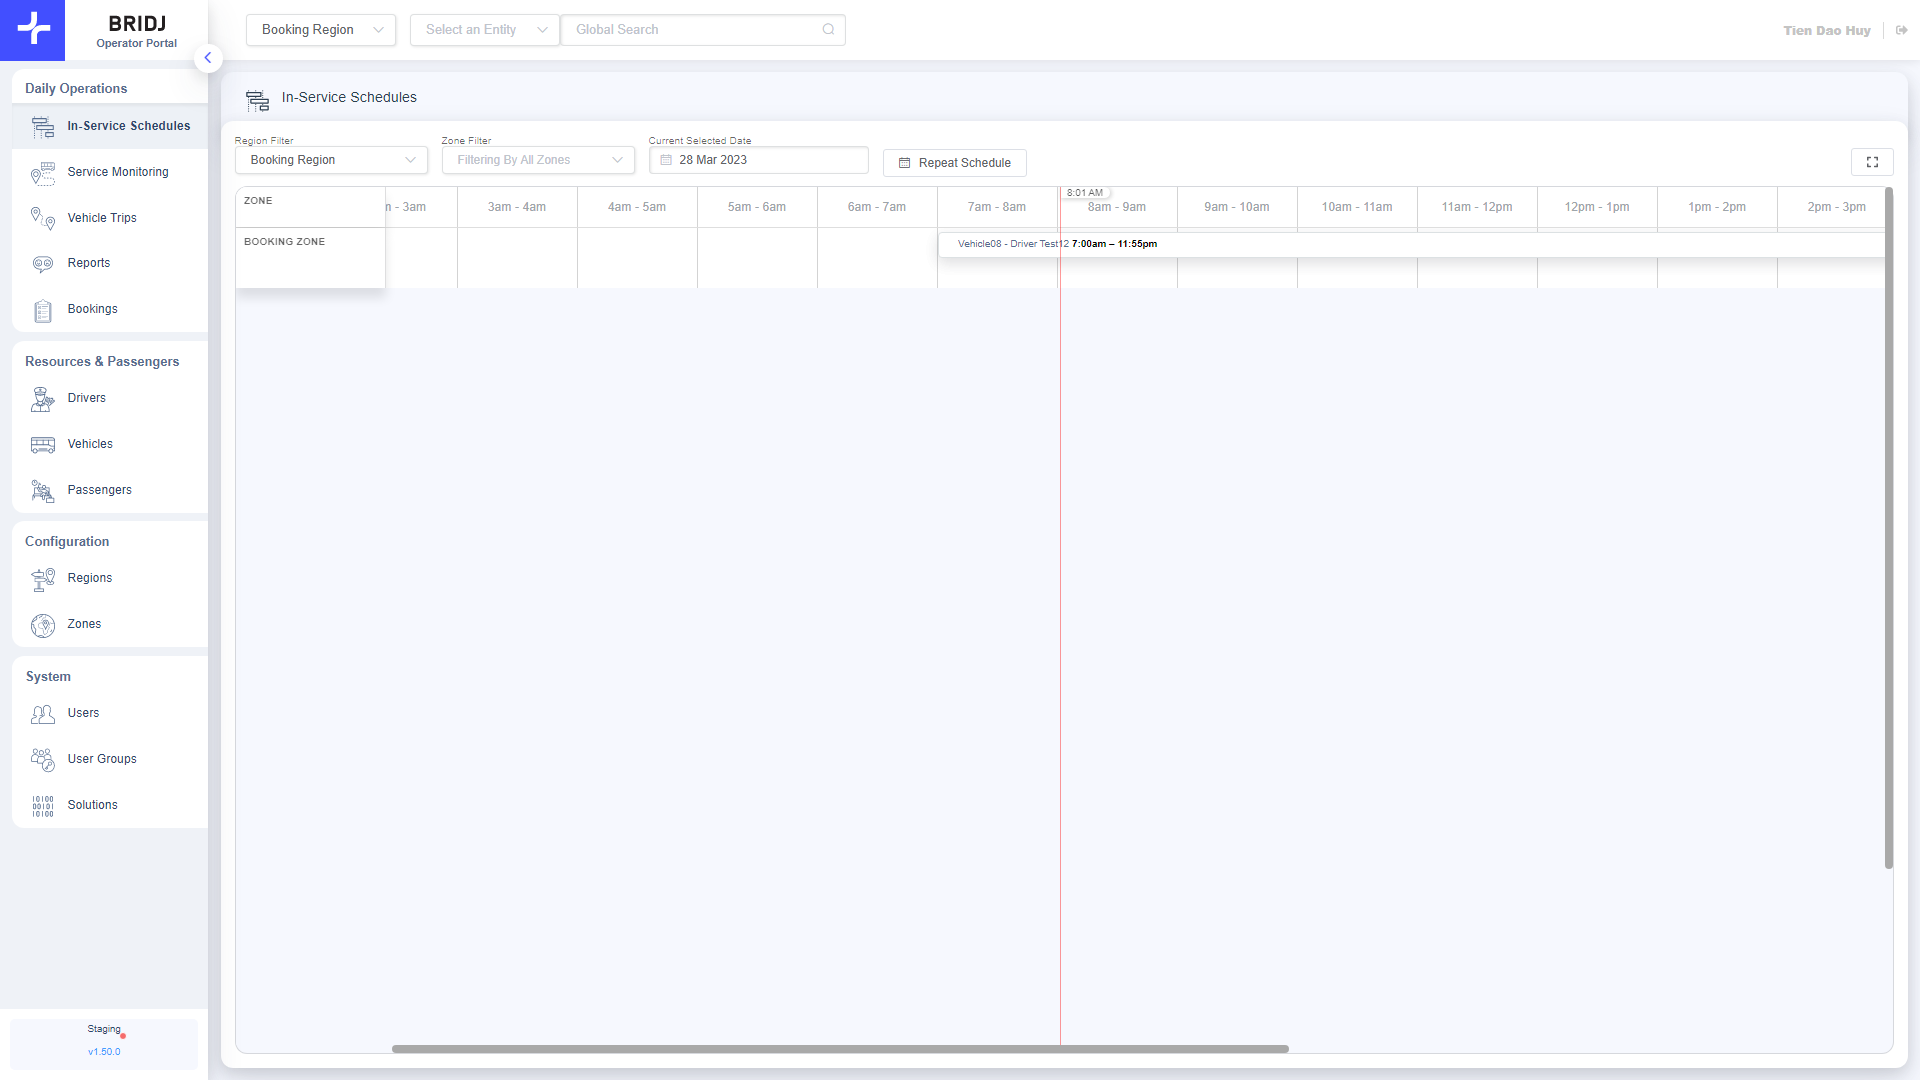 BRIDJ
Operator Portal
Booking Region
Select an Entity
Global Search
Tien Dao Huy
Daily Operations
In-Service Schedules
Service Monitoring
Vehicle Trips
Reports
Bookings
Resources & Passengers
Drivers
Vehicles
Passengers
Configuration
Regions
Zones
System
Users
User Groups
Solutions
Staging
v1.50.0
In-Service Schedules
Region Filter
Booking Region
Zone Filter
Filtering By All Zones
Current Selected Date
28 Mar 2023
Repeat Schedule
8:01 AM
ZONE
n - 3am
3am - 4am
4am - 5am
5am - 6am
6am - 7am
7am - 8am
8am - 9am
9am - 10am
10am - 11am
11am - 12pm
12pm - 1pm
1pm - 2pm
2pm - 3pm
BOOKING ZONE
Vehicle08 - Driver Test12 7:00am – 11:55pm